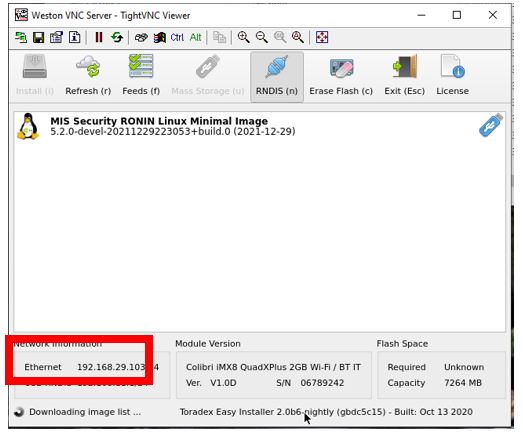 Weston VNC Server - TightVNC Viewer
Ctrl Alt
Install (i) Refresh (r) Feeds (f) Mass Storage (u) RNDIS (n) Erase Flash (c) Exit (Esc) License
MIS Security RONIN Linux Minimal Image
5.2.0-devel-20211229223053+build.0 (2021-12-29)
Network Information Module Version Flash Space
Ethernet 192.168.29.103 4 Colibri iMX8 QuadXPlus 2GB Wi-Fi / BT IT Required Unknown
Ver. V1.0D S/N 06789242 Capacity 7264 MB
Downloading image list ... Toradex Easy Installer 2.0b6-nightly (gbdc5c15) - Built: Oct 13 2020